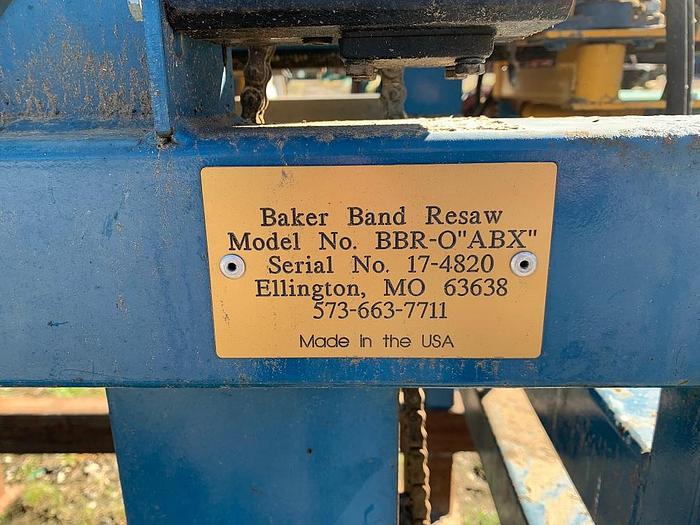 Baker Band Resaw
Model No. BBR-O"ABX"
Serial No. 17-4820
Ellington, MO 63638
573-663-7711
Made in the USA